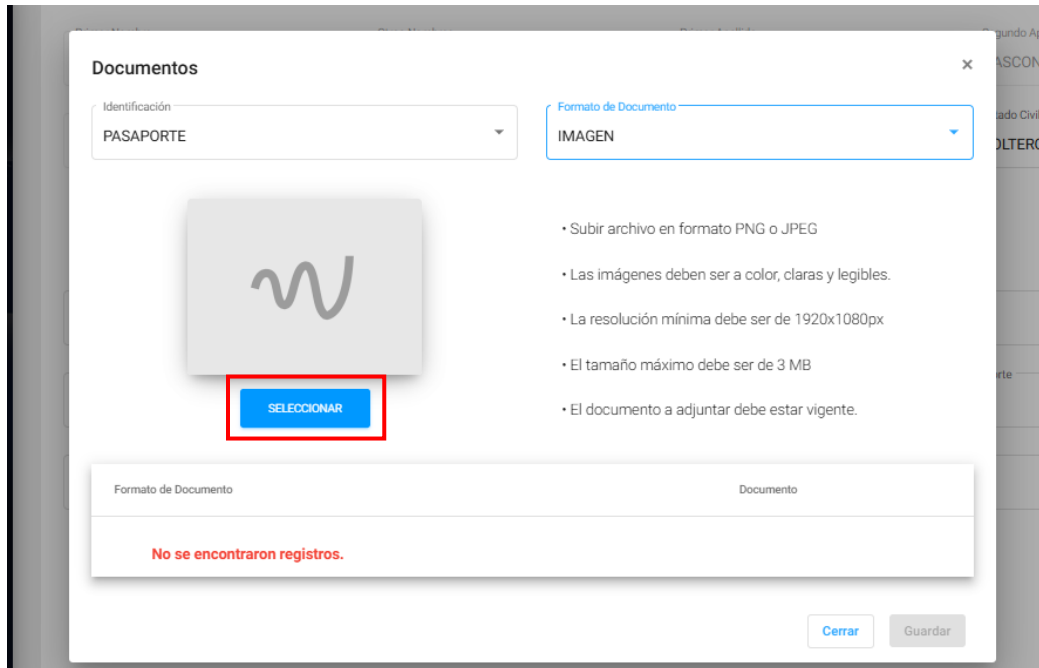 Documentos
×
Identificación
PASAPORTE
Formato de Documento
IMAGEN
• Subir archivo en formato PNG o JPEG
• Las imágenes deben ser a color, claras y legibles.
• La resolución mínima debe ser de 1920x1080px
• El tamaño máximo debe ser de 3 MB
• El documento a adjuntar debe estar vigente.
SELECCIONAR
Formato de Documento
Documento
No se encontraron registros.
Cerrar
Guardar